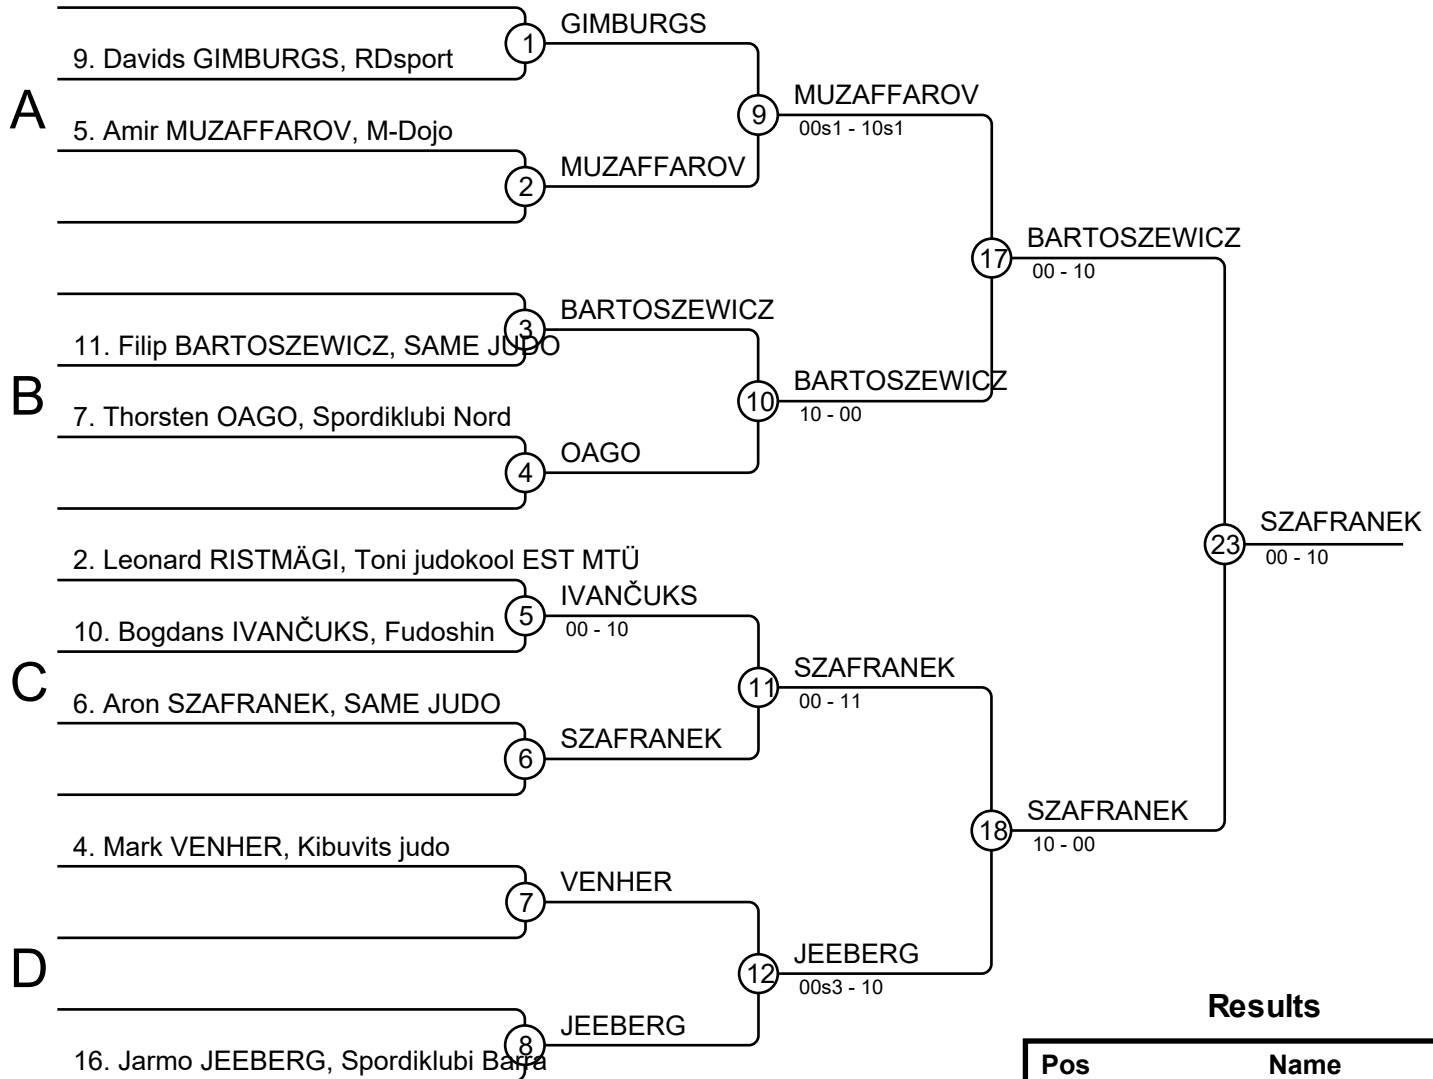 A
9. Davids GIMBURGS, RDsport
5. Amir MUZAFFAROV, M-Dojo
B
11. Filip BARTOSZEWICZ, SAME JUDO
7. Thorsten OAGO, Spordiklubi Nord
C
2. Leonard RISTMÄGI, Toni judokool EST MTÜ
10. Bogdans IVANČUKS, Fudoshin
6. Aron SZAFRANEK, SAME JUDO
D
4. Mark VENHER, Kibuvits judo
16. Jarmo JEEBERG, Spordiklubi Barra
1
GIMBURGS
2
MUZAFFAROV
3
BARTOSZEWICZ
4
OAGO
5
IVANČUKS
00 - 10
6
SZAFRANEK
7
VENHER
8
JEEBERG
9
MUZAFFAROV
00s1 - 10s1
10
BARTOSZEWICZ
10 - 00
11
SZAFRANEK
00 - 11
12
JEEBERG
00s3 - 10
17
BARTOSZEWICZ
00 - 10
18
SZAFRANEK
10 - 00
23
SZAFRANEK
00 - 10
Results
Pos Name